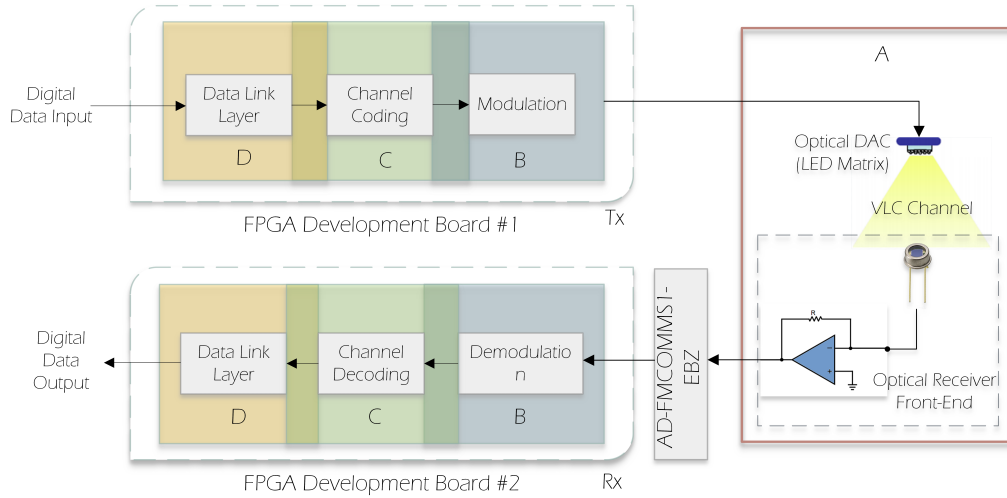 Digital
Data Input
Data Link
Layer
D
Channel
Coding
C
Modulation
B
FPGA Development Board #1
Tx
A
Optical DAC
(LED Matrix)
VLC Channel
R
Optical Receiver
Front-End
AD-FMCOMMS1-
EBZ
Demodulatio
n
B
Channel
Decoding
C
Data Link
Layer
D
Digital
Data
Output
FPGA Development Board #2
Rx